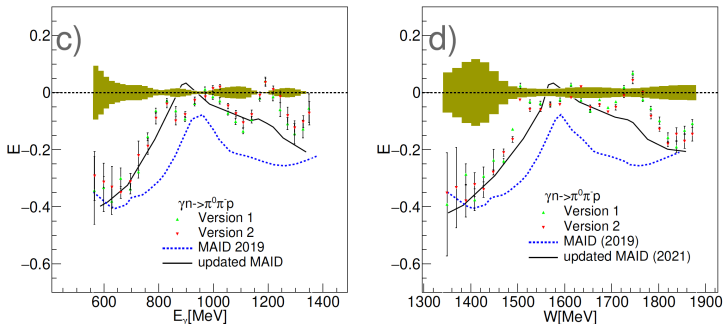 c)
0.2
0
−0.2
−0.4
−0.6
E
γn->π⁰π⁻p
Version 1
Version 2
MAID 2019
updated MAID
600 800 1000 1200 1400
Eγ[MeV]
d)
0.2
0
−0.2
−0.4
−0.6
E
γn->π⁰π⁻p
Version 1
Version 2
MAID (2019)
updated MAID (2021)
1300 1400 1500 1600 1700 1800 1900
W[MeV]